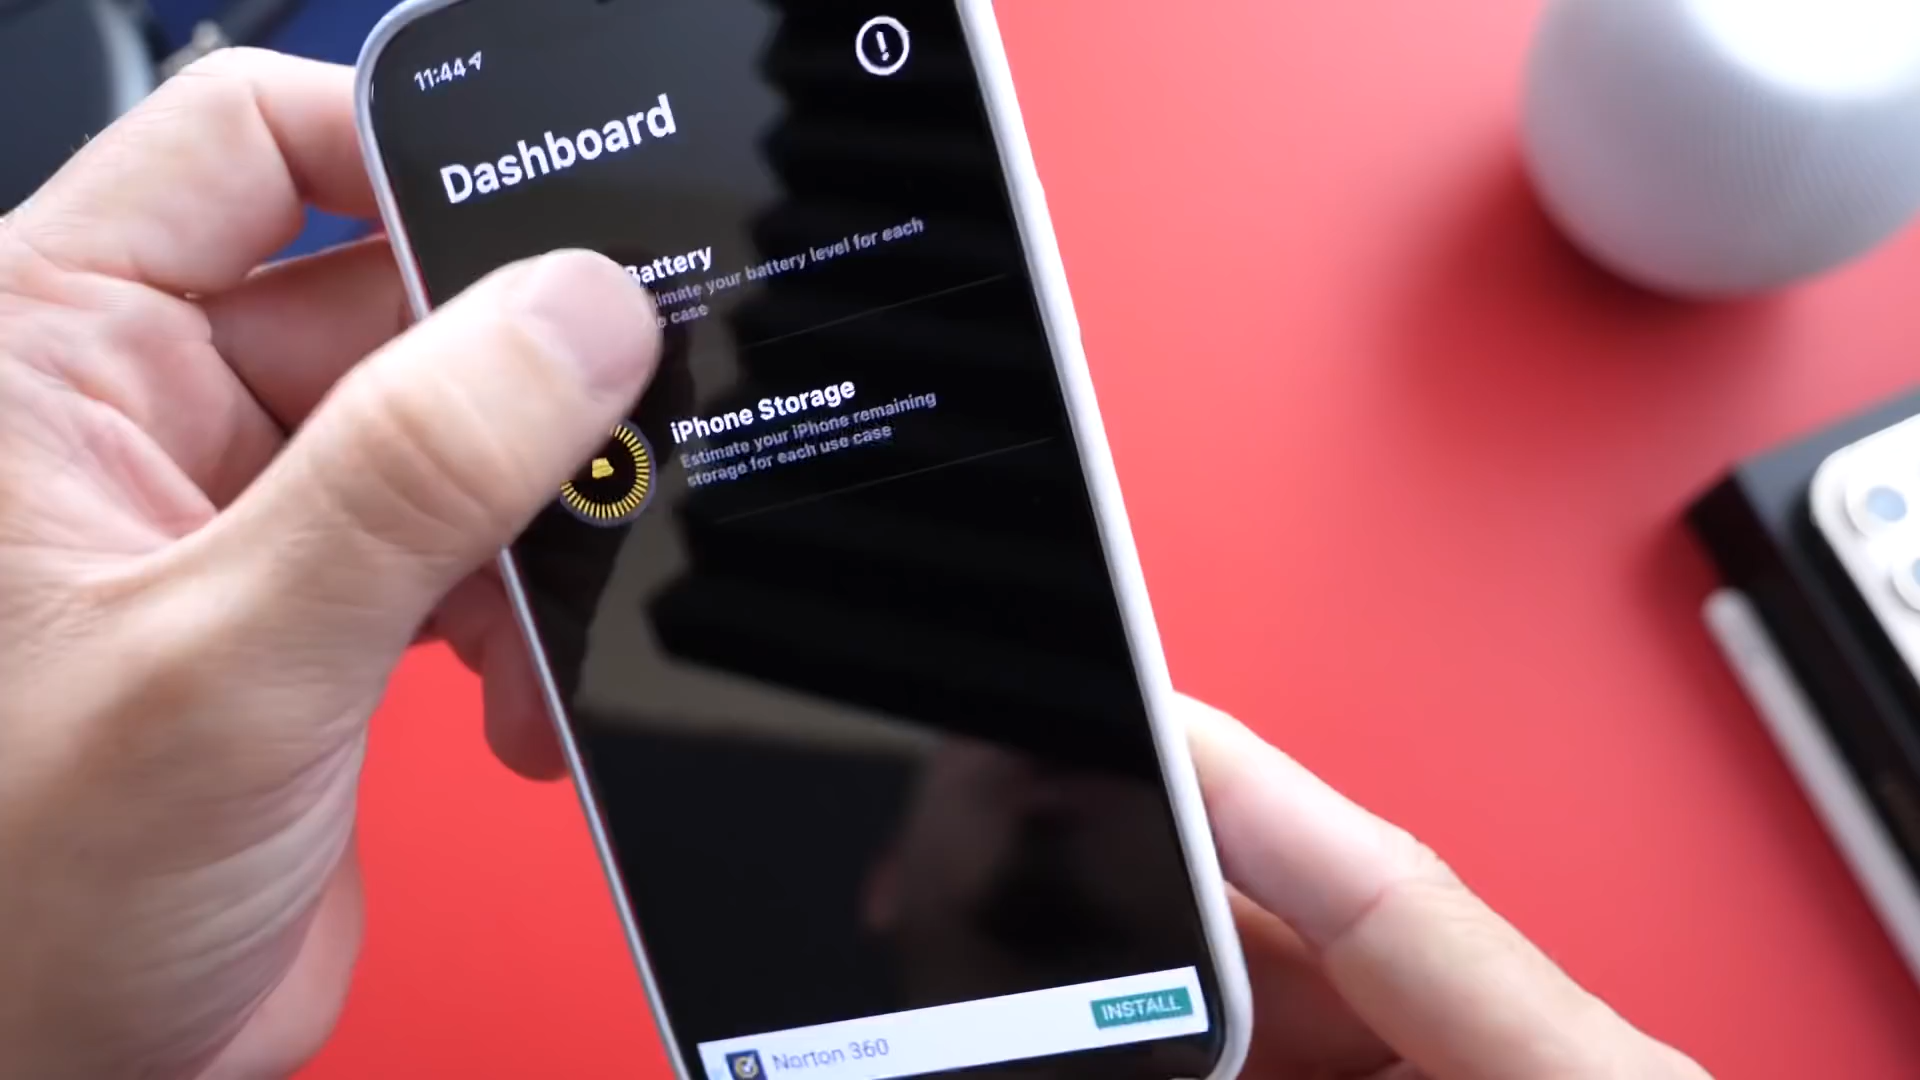 11:44
Dashboard
Battery
your battery level for each
case
iPhone Storage
Estimate your iPhone remaining
storage for each use case
INSTALL
Norton 360